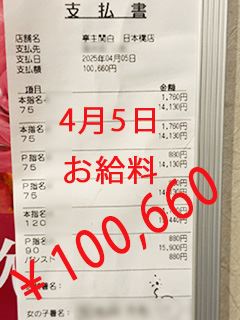 支払書
店舗名 亭主関白 日本橋店
支払先
支払日 2025年04月05日
支払額 100,660円
項目 金額
本指名 1,760円
75 14,130円
本指名 1,760円
75 14,130円
P指名 880円
75 14,130円
P指名 880円
75 14,130円
本指名
120
P指名 880円
90 15,900円
パンスト 880円
4月5日
お給料
¥100,660
女の子署名: